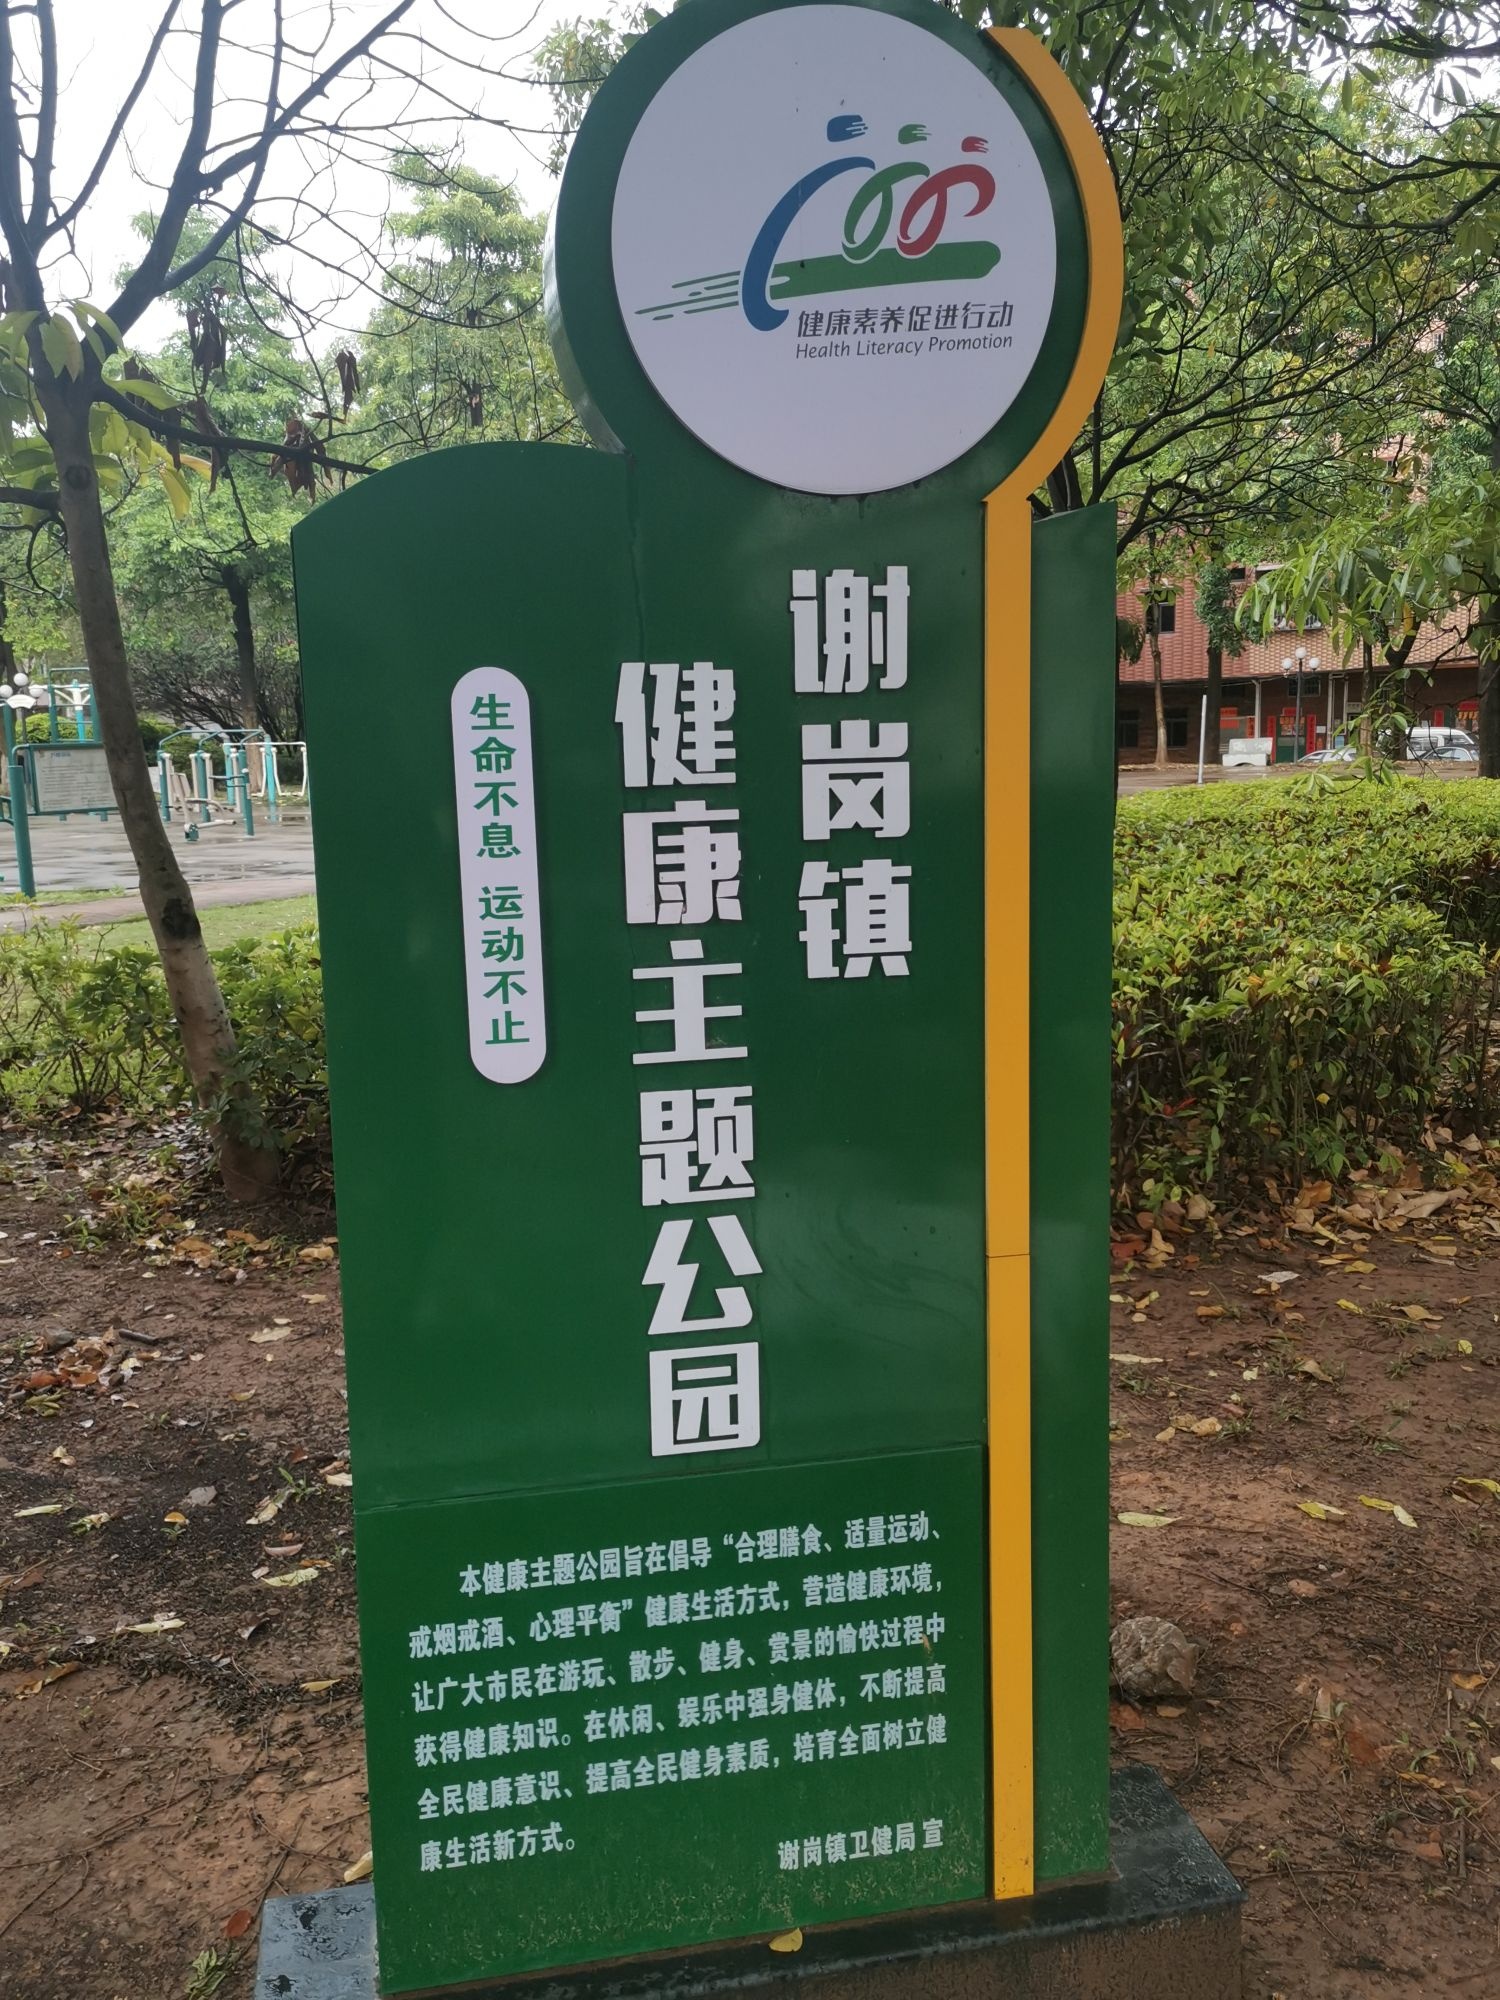 健康素养促进行动
Health Literacy Promotion
谢岗镇
健康主题公园
生命不息 运动不止
本健康主题公园旨在倡导“合理膳食、适量运动、
戒烟戒酒、心理平衡”健康生活方式，营造健康环境，
让广大市民在游玩、散步、健身、赏景的愉快过程中
获得健康知识。在休闲、娱乐中强身健体，不断提高
全民健康意识、提高全民健身素质，培育全面树立健
康生活新方式。
谢岗镇卫健局 宣